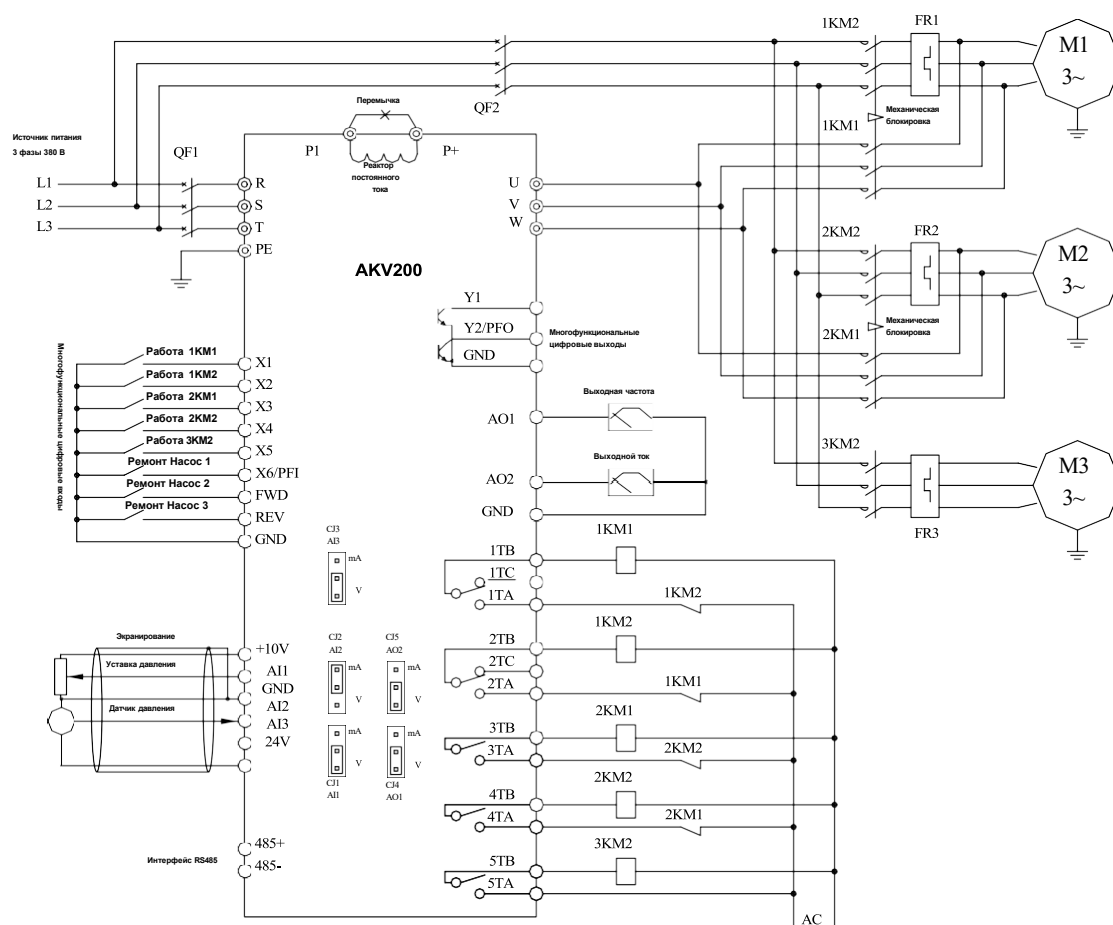 1KM2
FR1
M1
3~
Перемычка
QF2
Механическая
блокировка
Источник питания
3 фазы 380 В
QF1
P1
P+
1KM1
Реактор
постоянного
тока
L1
R
U
L2
S
V
L3
T
W
PE
2KM2
FR2
M2
3~
AKV200
Y1
Y2/PFO
GND
Многофункциональные
цифровые выходы
Механическая
блокировка
2KM1
Многофункциональные цифровые входы
Работа 1KM1
X1
Работа 1KM2
X2
Работа 2KM1
X3
Работа 2KM2
X4
Работа 3KM2
X5
Ремонт Насос 1
X6/PFI
Ремонт Насос 2
FWD
Ремонт Насос 3
REV
GND
Выходная частота
AO1
Выходной ток
AO2
GND
3KM2
M3
3~
FR3
CJ3
AI3
mA
V
1TB
1KM1
1TC
1TA
1KM2
2TB
1KM2
2TC
2TA
1KM1
3TB
2KM1
3TA
2KM2
4TB
2KM2
4TA
2KM1
5TB
3KM2
5TA
AC
Экранирование
+10V
Уставка давления
AI1
GND
Датчик давления
AI2
AI3
24V
CJ2
AI2
mA
V
CJ5
AO2
mA
V
mA
V
CJ1
AI1
mA
V
CJ4
AO1
Интерфейс RS485
485+
485-